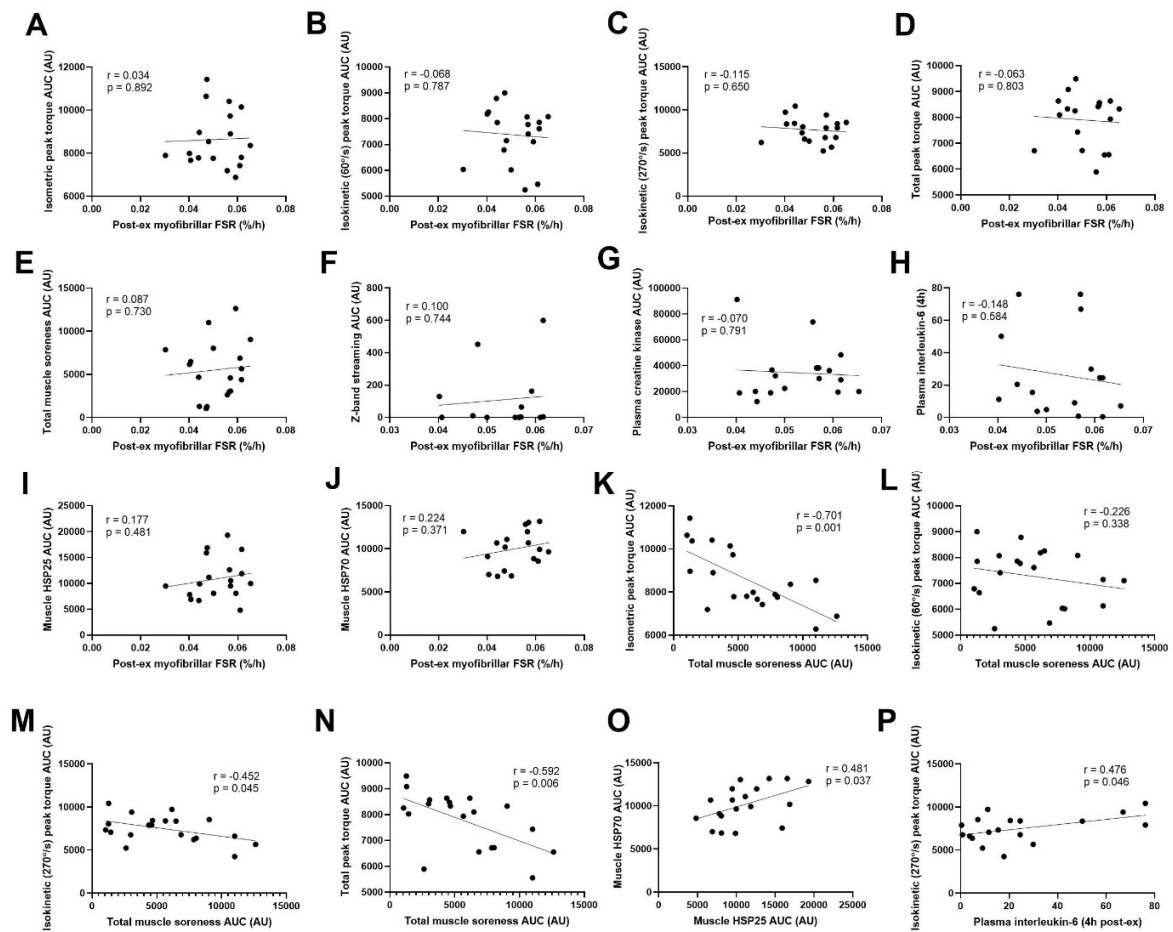 A
Isometric peak torque AUC (AU)
r = 0.034
p = 0.892
12000
10000
8000
6000
0.00 0.02 0.04 0.06 0.08
Post-ex myofibrillar FSR (%/h)
B
Isokinetic (60°/s) peak torque AUC (AU)
r = -0.068
p = 0.787
10000
9000
8000
7000
6000
5000
0.00 0.02 0.04 0.06 0.08
Post-ex myofibrillar FSR (%/h)
C
Isokinetic (270°/s) peak torque AUC (AU)
r = -0.115
p = 0.650
15000
10000
5000
0
0.00 0.02 0.04 0.06 0.08
Post-ex myofibrillar FSR (%/h)
D
Total peak torque AUC (AU)
r = -0.063
p = 0.803
10000
9000
8000
7000
6000
5000
0.00 0.02 0.04 0.06 0.08
Post-ex myofibrillar FSR (%/h)
E
Total muscle soreness AUC (AU)
r = 0.087
p = 0.730
15000
10000
5000
0
0.00 0.02 0.04 0.06 0.08
Post-ex myofibrillar FSR (%/h)
F
Z-band streaming AUC (AU)
r = 0.100
p = 0.744
800
600
400
200
0
0.03 0.04 0.05 0.06 0.07
Post-ex myofibrillar FSR (%/h)
G
Plasma creatine kinase AUC (AU)
r = -0.070
p = 0.791
100000
80000
60000
40000
20000
0
0.03 0.04 0.05 0.06 0.07
Post-ex myofibrillar FSR (%/h)
H
Plasma interleukin-6 (4h)
r = -0.148
p = 0.584
80
60
40
20
0
0.03 0.04 0.05 0.06 0.07
Post-ex myofibrillar FSR (%/h)
I
Muscle HSP25 AUC (AU)
r = 0.177
p = 0.481
25000
20000
15000
10000
5000
0
0.00 0.02 0.04 0.06 0.08
Post-ex myofibrillar FSR (%/h)
J
Muscle HSP70 AUC (AU)
r = 0.224
p = 0.371
15000
10000
5000
0
0.00 0.02 0.04 0.06 0.08
Post-ex myofibrillar FSR (%/h)
K
Isometric peak torque AUC (AU)
r = -0.701
p = 0.001
12000
10000
8000
6000
0 5000 10000 15000
Total muscle soreness AUC (AU)
L
Isokinetic (60°/s) peak torque AUC (AU)
r = -0.226
p = 0.338
10000
9000
8000
7000
6000
5000
0 5000 10000 15000
Total muscle soreness AUC (AU)
M
Isokinetic (270°/s) peak torque AUC (AU)
r = -0.452
p = 0.045
15000
10000
5000
0
0 5000 10000 15000
Total muscle soreness AUC (AU)
N
Total peak torque AUC (AU)
r = -0.592
p = 0.006
10000
9000
8000
7000
6000
5000
0 5000 10000 15000
Total muscle soreness AUC (AU)
O
Muscle HSP70 AUC (AU)
r = 0.481
p = 0.037
15000
10000
5000
0
0 5000 10000 15000 20000 25000
Muscle HSP25 AUC (AU)
P
Isokinetic (270°/s) peak torque AUC (AU)
r = 0.476
p = 0.046
15000
10000
5000
0
0 20 40 60 80
Plasma interleukin-6 (4h post-ex)